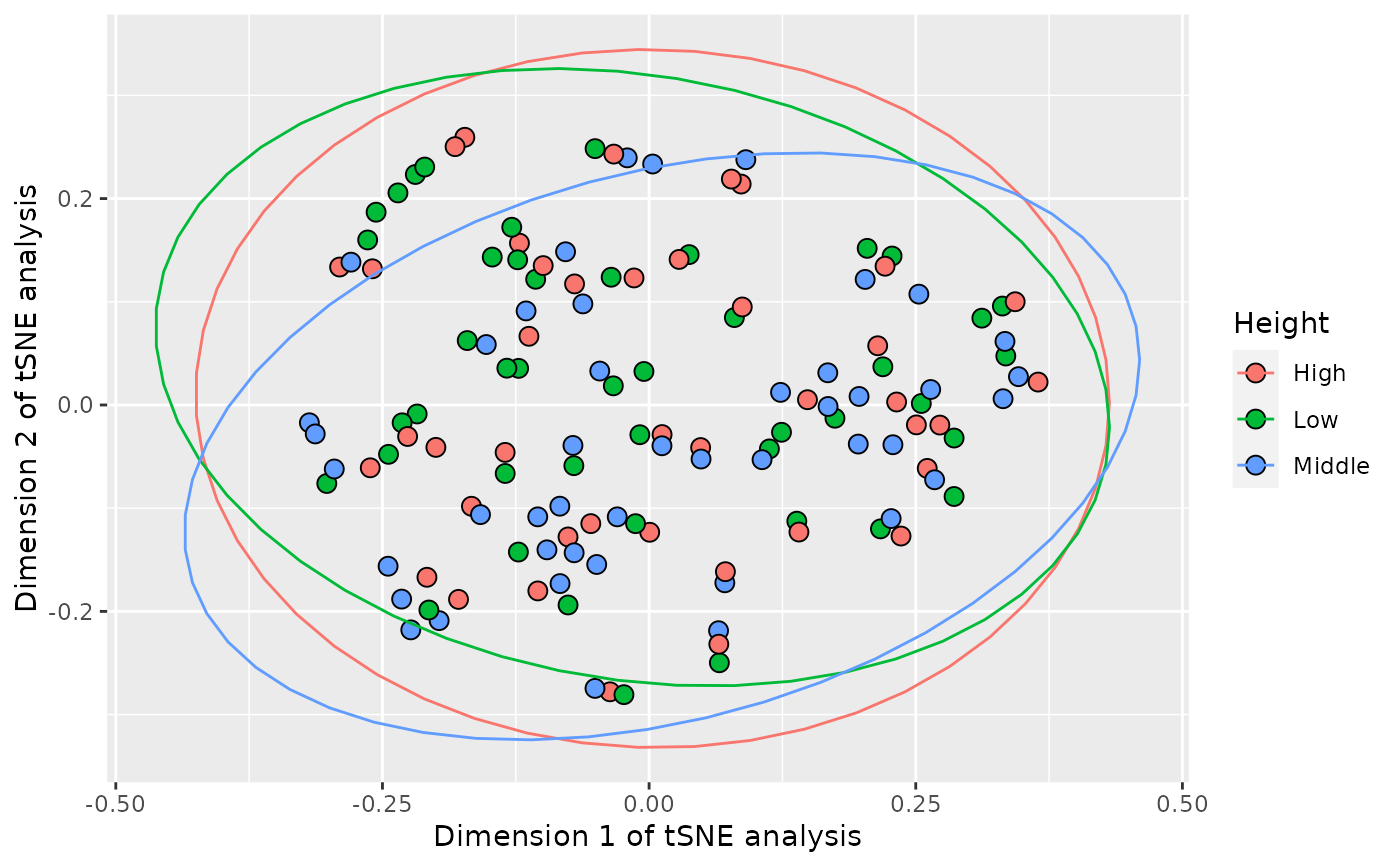 Dimension 2 of tSNE analysis
0.2
0.0
-0.2
-0.50
-0.25
0.00
0.25
0.50
Dimension 1 of tSNE analysis
Height
High
Low
Middle